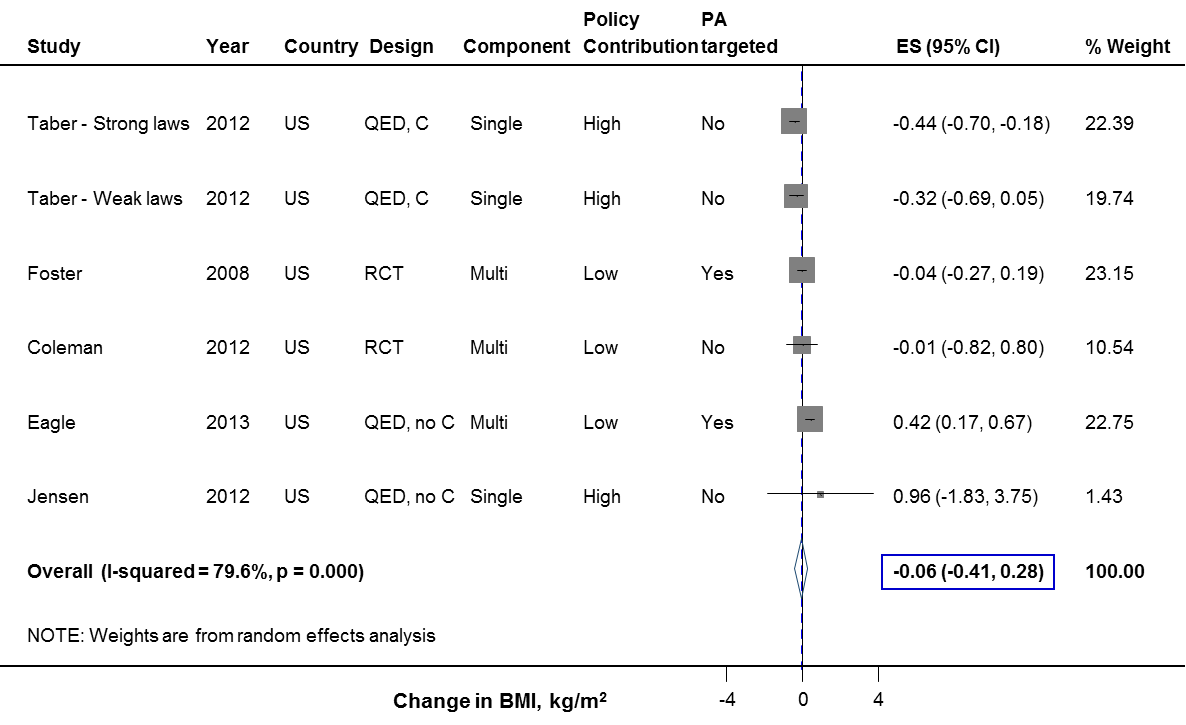 Policy PA
Study Year Country Design Component Contribution targeted ES (95% CI) % Weight
Taber - Strong laws 2012 US QED, C Single High No -0.44 (-0.70, -0.18) 22.39
Taber - Weak laws 2012 US QED, C Single High No -0.32 (-0.69, 0.05) 19.74
Foster 2008 US RCT Multi Low Yes -0.04 (-0.27, 0.19) 23.15
Coleman 2012 US RCT Multi Low No -0.01 (-0.82, 0.80) 10.54
Eagle 2013 US QED, no C Multi Low Yes 0.42 (0.17, 0.67) 22.75
Jensen 2012 US QED, no C Single High No 0.96 (-1.83, 3.75) 1.43
Overall (I-squared = 79.6%, p = 0.000) -0.06 (-0.41, 0.28) 100.00
NOTE: Weights are from random effects analysis
Change in BMI, kg/m² -4 0 4